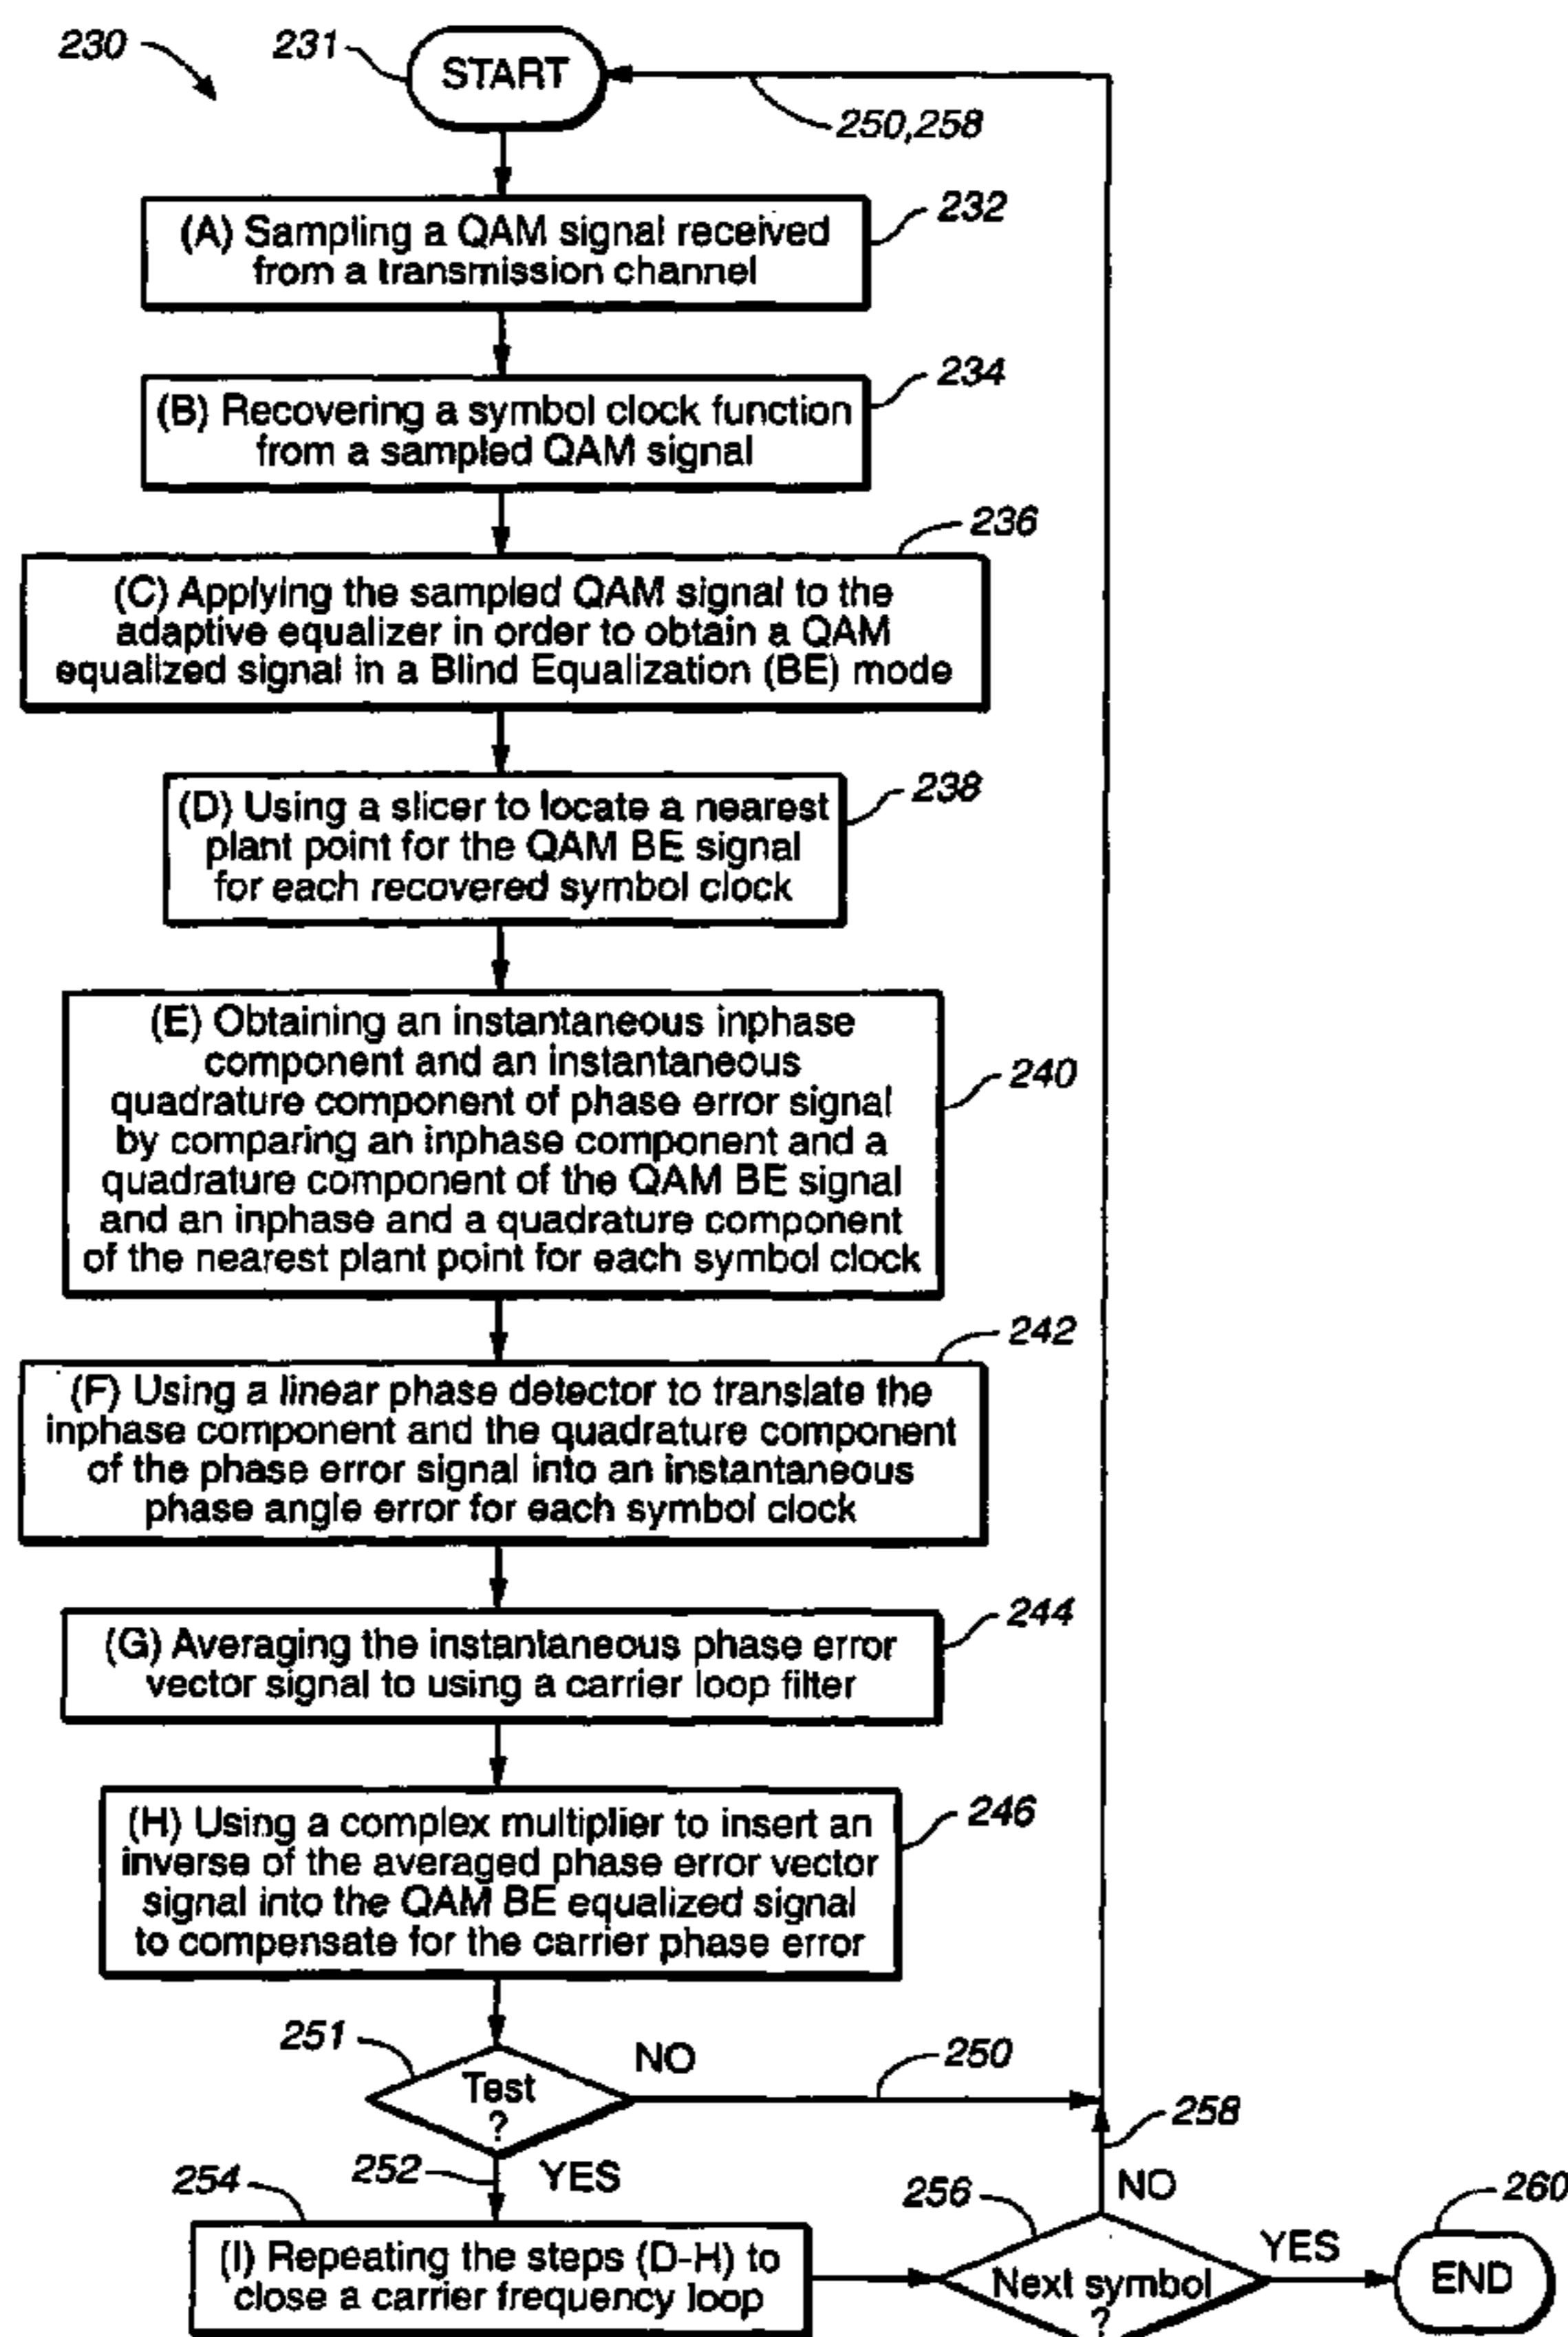 230
231
START
250,258
(A) Sampling a QAM signal received
from a transmission channel
232
(B) Recovering a symbol clock function
from a sampled QAM signal
234
236
(C) Applying the sampled QAM signal to the
adaptive equalizer in order to obtain a QAM
equalized signal in a Blind Equalization (BE) mode
(D) Using a slicer to locate a nearest
plant point for the QAM BE signal
for each recovered symbol clock
238
(E) Obtaining an instantaneous inphase
component and an instantaneous
quadrature component of phase error signal
by comparing an inphase component and a
quadrature component of the QAM BE signal
and an inphase and a quadrature component
of the nearest plant point for each symbol clock
240
242
(F) Using a linear phase detector to translate the
inphase component and the quadrature component
of the phase error signal into an instantaneous
phase angle error for each symbol clock
244
(G) Averaging the instantaneous phase error
vector signal to using a carrier loop filter
(H) Using a complex multiplier to insert an
inverse of the averaged phase error vector
signal into the QAM BE equalized signal
to compensate for the carrier phase error
246
251
Test
?
NO
250
252
YES
254
(I) Repeating the steps (D-H) to
close a carrier frequency loop
256
258
NO
Next symbol
?
YES
260
END